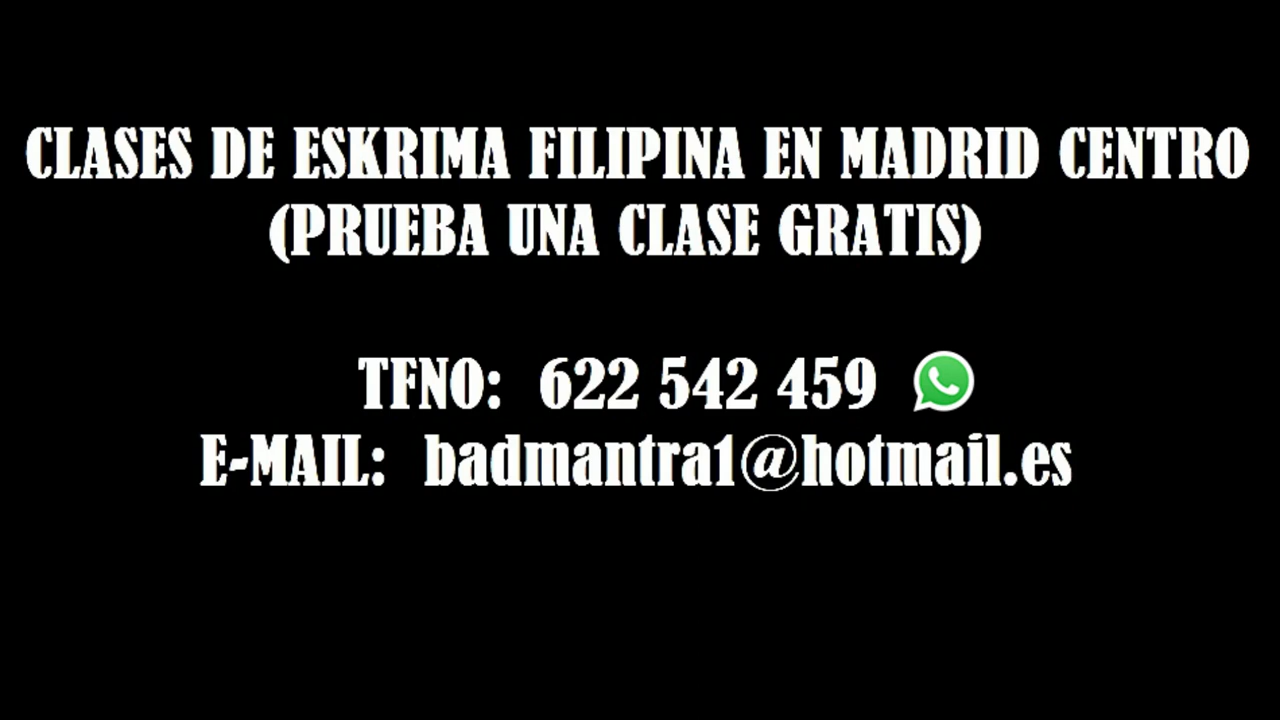 CLASES DE ESKRIMA FILIPINA EN MADRID CENTRO
(PRUEBA UNA CLASE GRATIS)
TFNO: 622 542 459
E-MAIL: badmantra1@hotmail.es